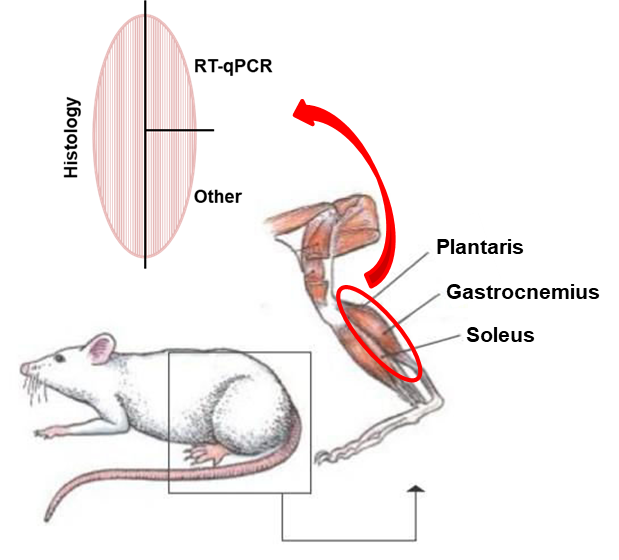 RT-qPCR
Histology
Other
Plantaris
Gastrocnemius
Soleus